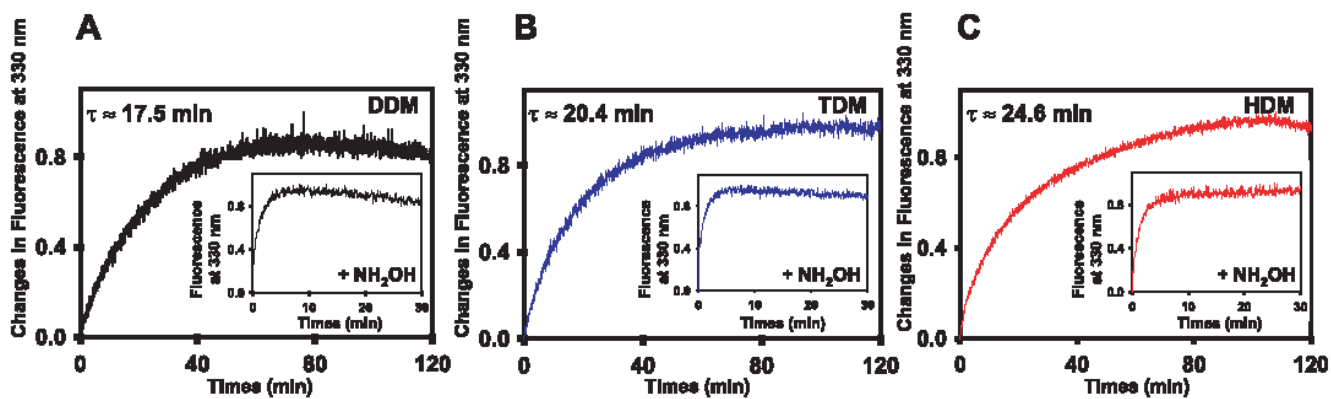 A
Changes in Fluorescence at 330 nm
τ ≈ 17.5 min
DDM
0.8
0.4
0.0
0
40
80
120
Times (min)
Fluorescence
at 330 nm
0.8
0.4
0.0
+ NH₂OH
0
10
20
30
Times (min)
B
Changes in Fluorescence at 330 nm
τ ≈ 20.4 min
TDM
0.8
0.4
0.0
0
40
80
120
Times (min)
Fluorescence
at 330 nm
0.8
0.4
0.0
+ NH₂OH
0
10
20
30
Times (min)
C
Changes in Fluorescence at 330 nm
τ ≈ 24.6 min
HDM
0.8
0.4
0.0
0
40
80
120
Times (min)
Fluorescence
at 330 nm
0.8
0.4
0.0
+ NH₂OH
0
10
20
30
Times (min)